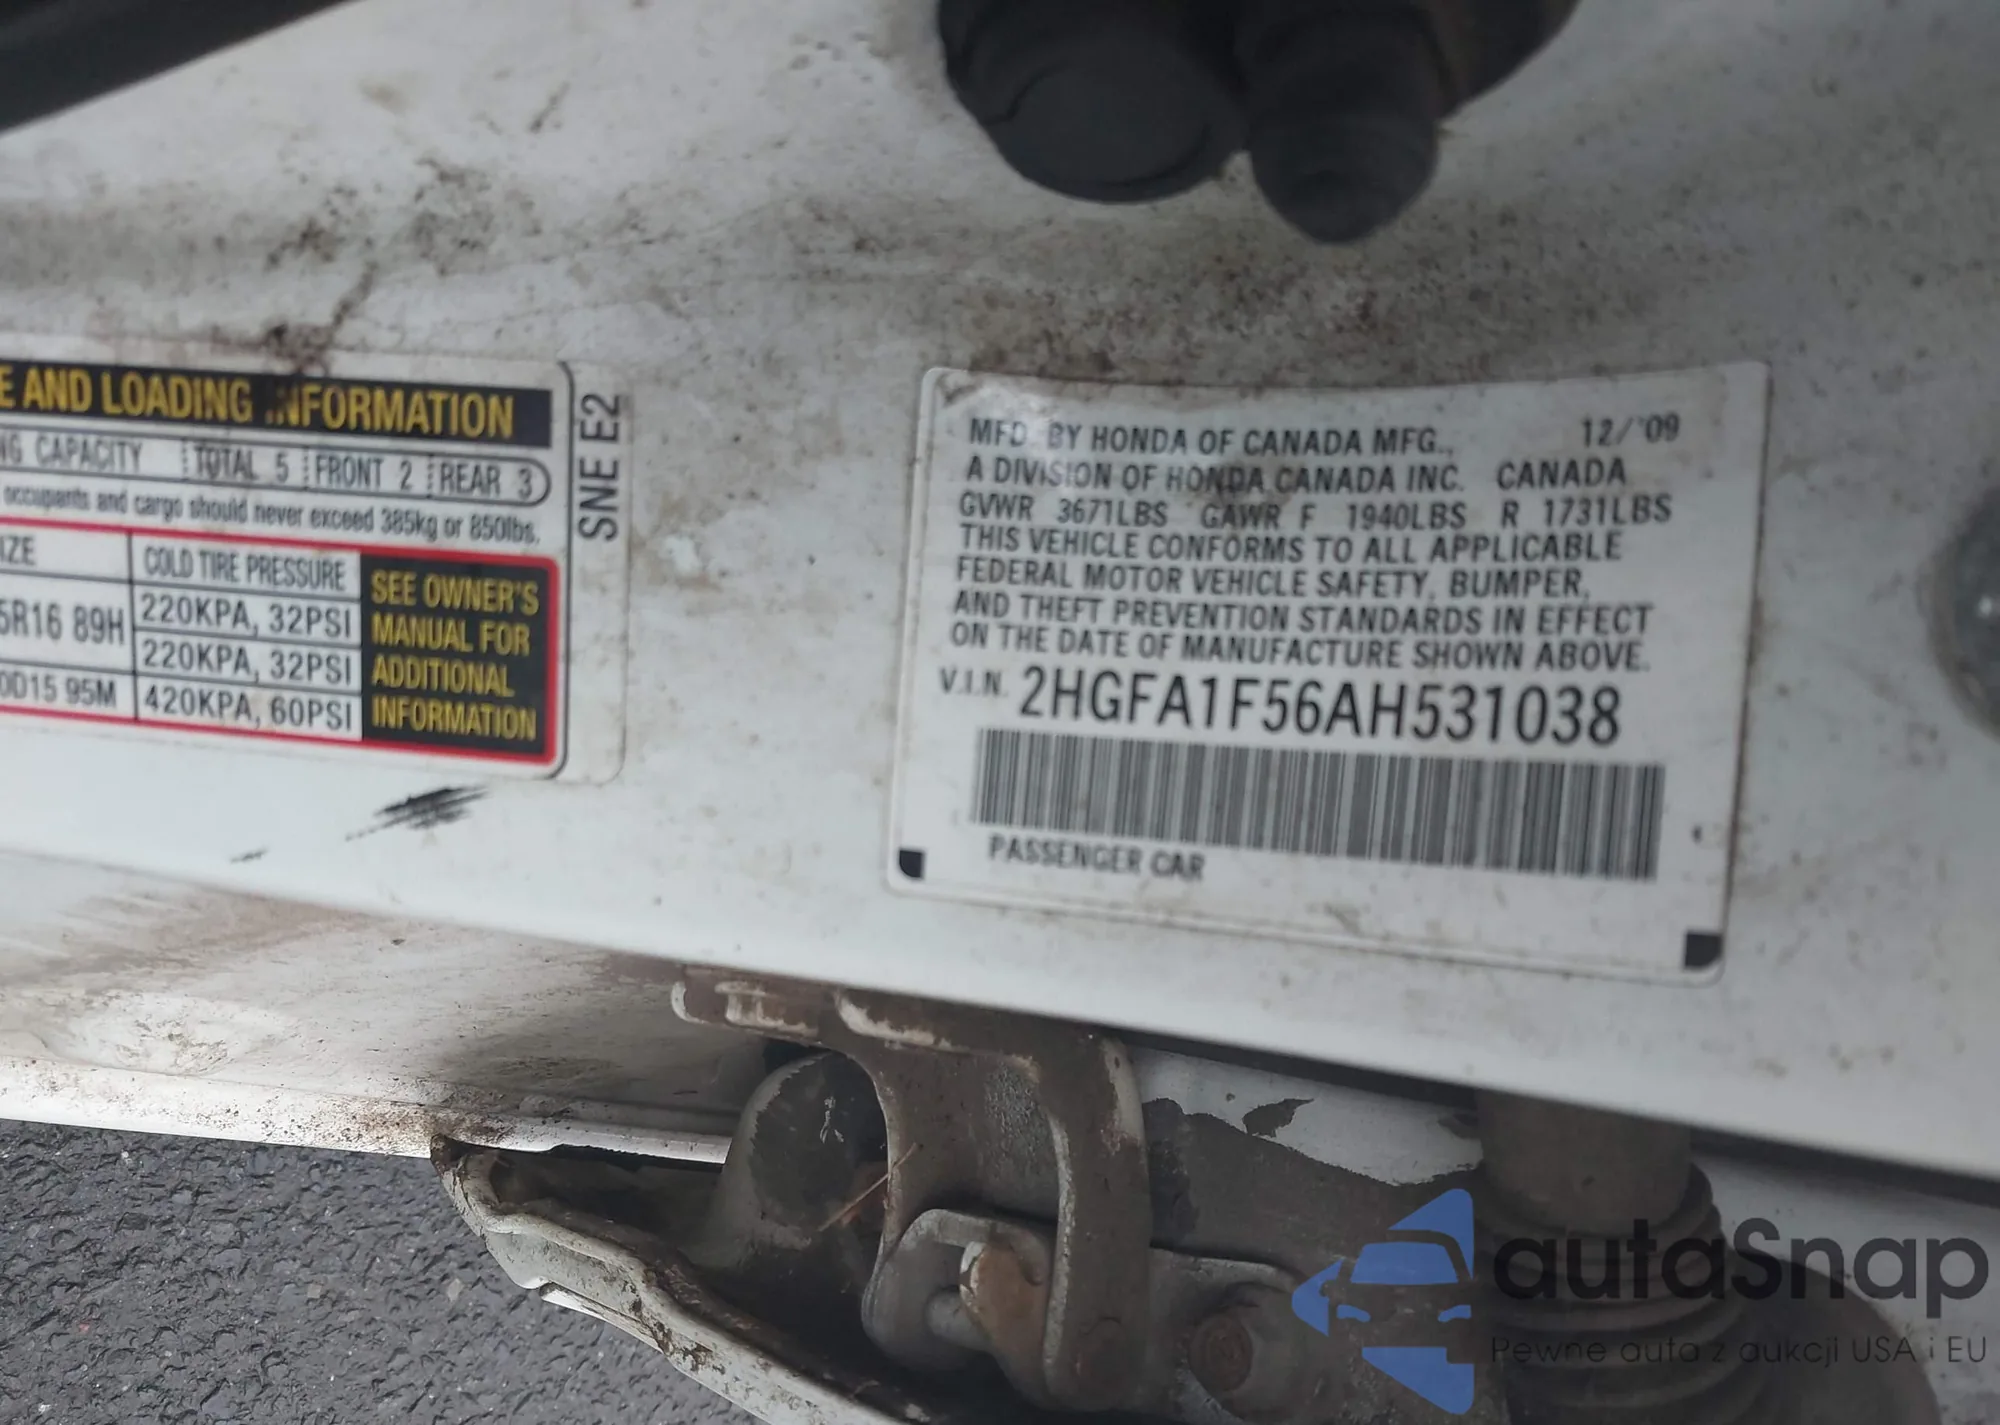 E AND LOADING INFORMATION
NG CAPACITY TOTAL 5 FRONT 2 REAR 3
occupants and cargo should never exceed 385kg or 850lbs.
IZE COLD TIRE PRESSURE
5R16 89H 220KPA, 32PSI
220KPA, 32PSI
0D15 95M 420KPA, 60PSI
SEE OWNER'S
MANUAL FOR
ADDITIONAL
INFORMATION
SNE E2
MFD. BY HONDA OF CANADA MFG., 12/'09
A DIVISION OF HONDA CANADA INC. CANADA
GVWR 3671LBS GAWR F 1940LBS R 1731LBS
THIS VEHICLE CONFORMS TO ALL APPLICABLE
FEDERAL MOTOR VEHICLE SAFETY, BUMPER,
AND THEFT PREVENTION STANDARDS IN EFFECT
ON THE DATE OF MANUFACTURE SHOWN ABOVE.
V.I.N. 2HGFA1F56AH531038
PASSENGER CAR
autaSnap
Pewne auta z aukcji USA i EU